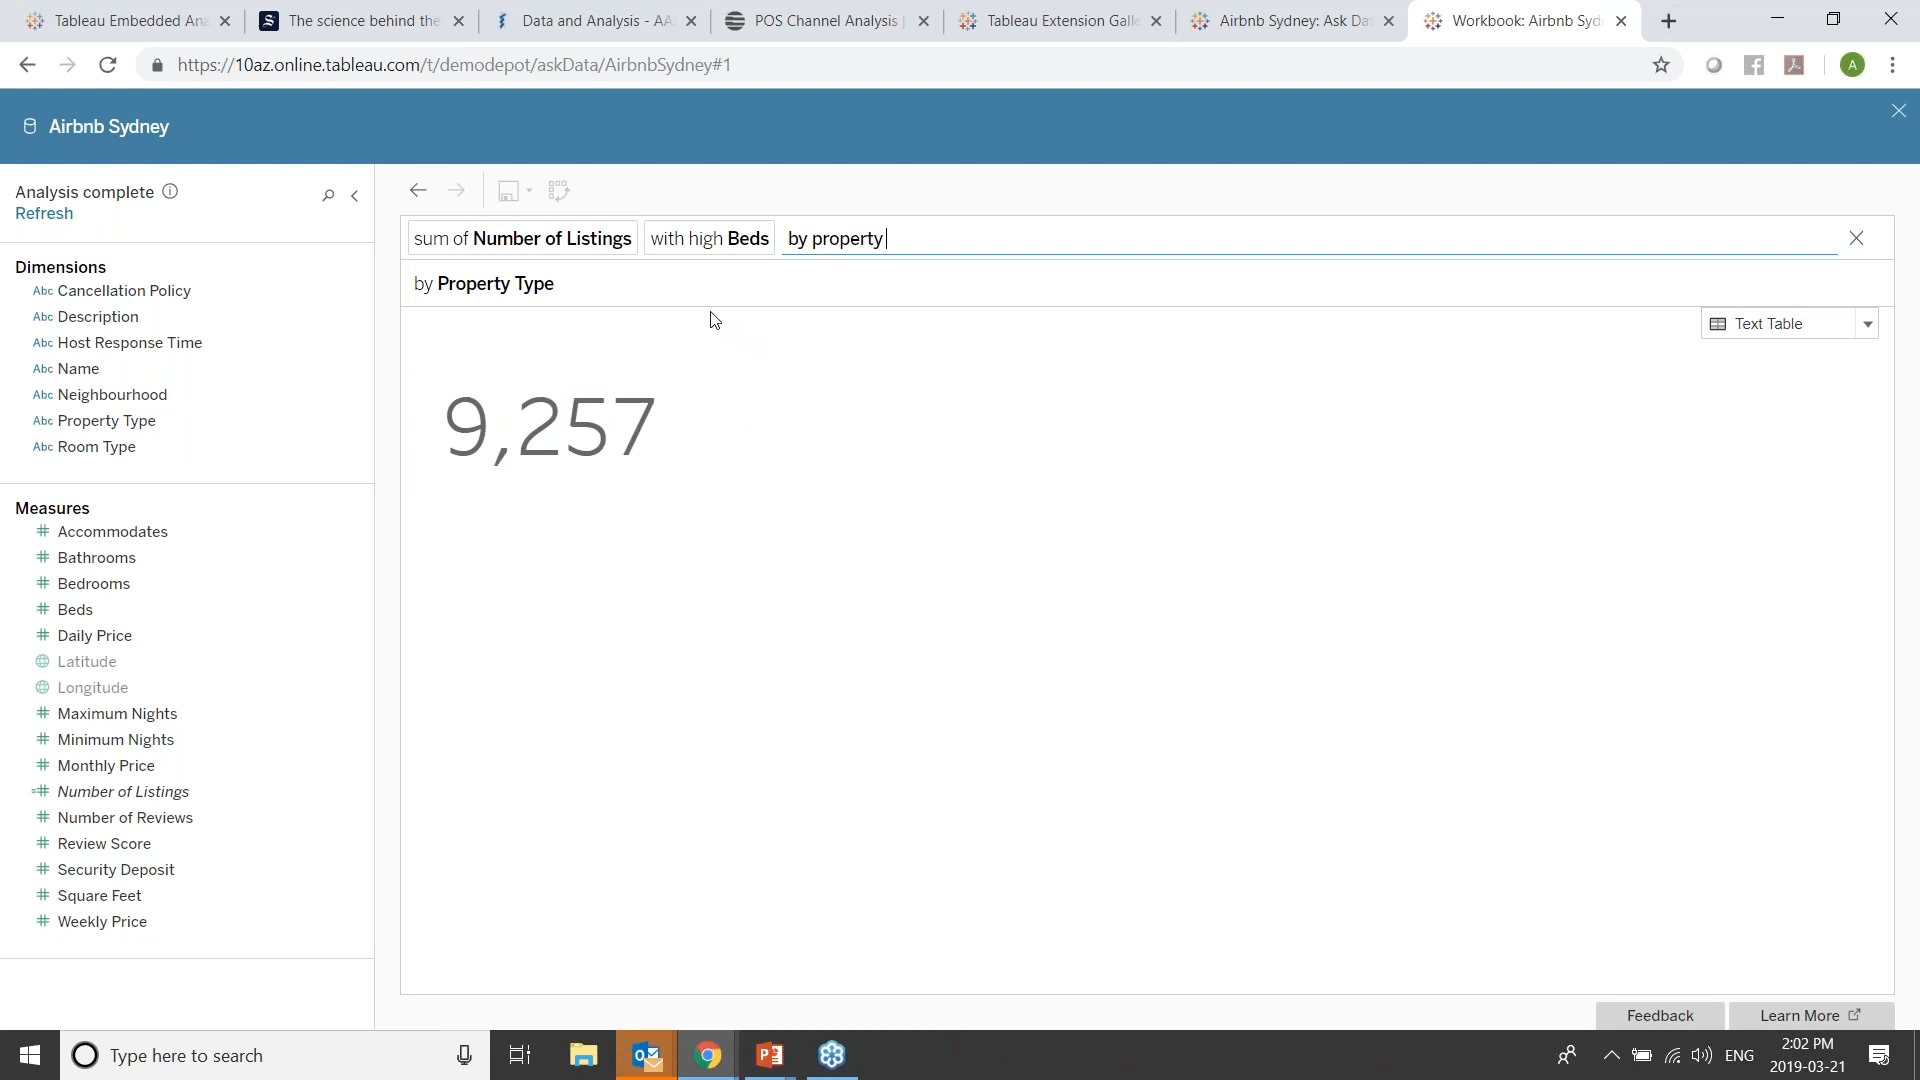 Tableau Embedded Ana
The science behind the
Data and Analysis - AA
POS Channel Analysis |
Tableau Extension Galle
Airbnb Sydney: Ask Dat
Workbook: Airbnb Sydn
https://10az.online.tableau.com/t/demodepot/askData/AirbnbSydney#1
A
Airbnb Sydney
Analysis complete
Refresh
Dimensions
Abc Cancellation Policy
Abc Description
Abc Host Response Time
Abc Name
Abc Neighbourhood
Abc Property Type
Abc Room Type
Measures
# Accommodates
# Bathrooms
# Bedrooms
# Beds
# Daily Price
Latitude
Longitude
# Maximum Nights
# Minimum Nights
# Monthly Price
=# Number of Listings
# Number of Reviews
# Review Score
# Security Deposit
# Square Feet
# Weekly Price
sum of Number of Listings with high Beds by property
by Property Type
Text Table
9,257
Feedback
Learn More
Type here to search
ENG
2:02 PM
2019-03-21